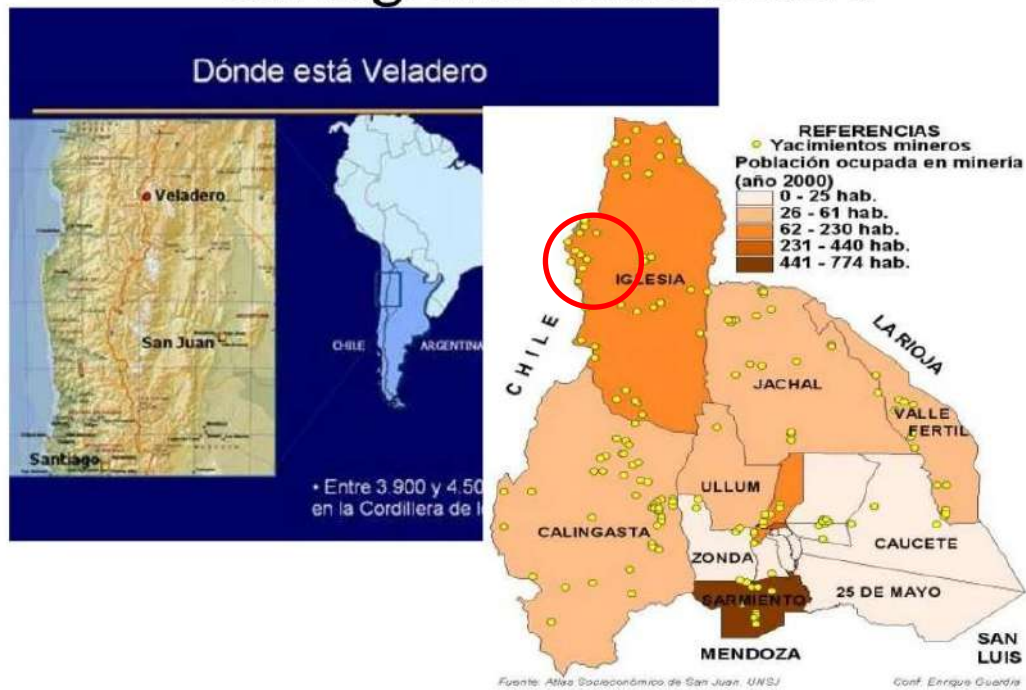 Dónde está Veladero
Veladero
San Juan
Santiago
CHILE
ARGENTINA
• Entre 3.900 y 4.50
en la Cordillera de l
REFERENCIAS
Yacimientos mineros
Población ocupada en minería
(año 2000)
0 - 25 hab.
26 - 61 hab.
62 - 230 hab.
231 - 440 hab.
441 - 774 hab.
IGLESIA
CHILE
LA RIOJA
JACHAL
VALLE
FERTIL
ULLUM
CALINGASTA
ZONDA
CAUCETE
SARMIENTO
25 DE MAYO
MENDOZA
SAN
LUIS
Fuente: Atlas Socioeconómico de San Juan. UNSJ
Conf. Enrique Guardia